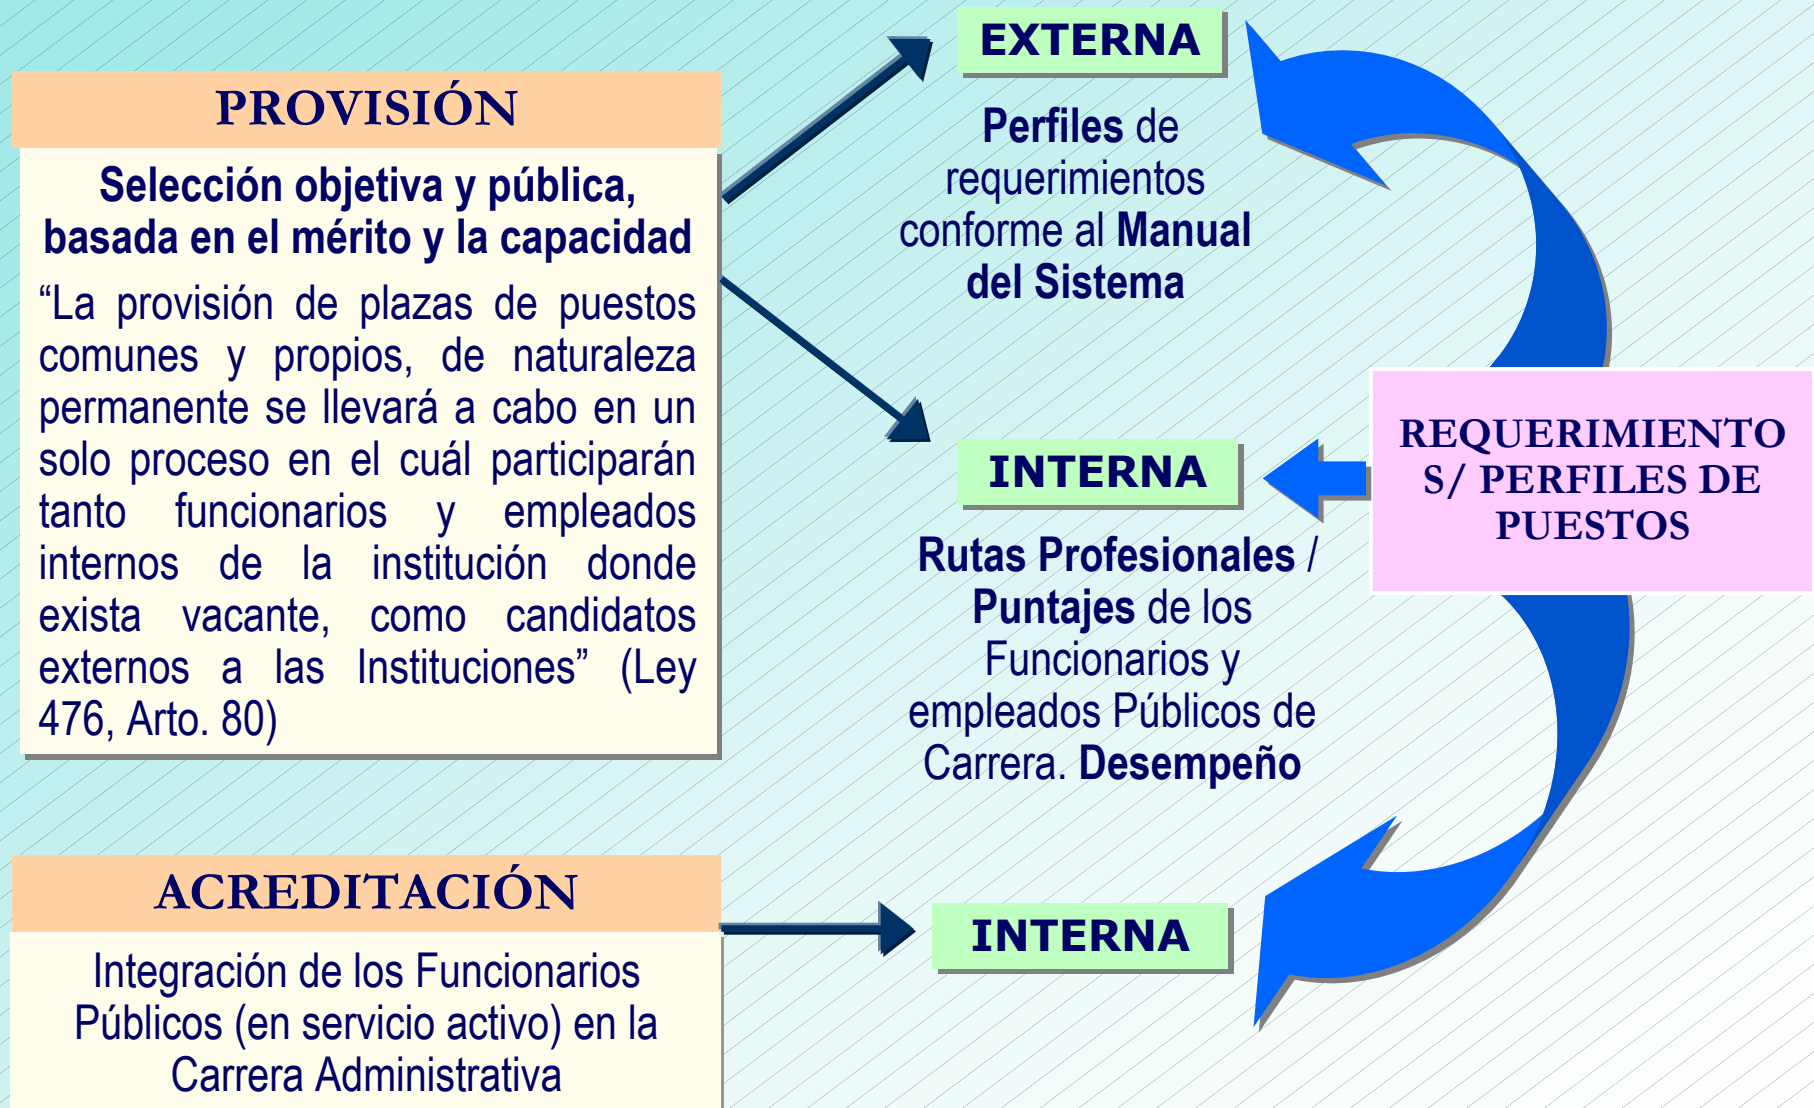 PROVISIÓN
Selección objetiva y pública,
basada en el mérito y la capacidad
“La provisión de plazas de puestos
comunes y propios, de naturaleza
permanente se llevará a cabo en un
solo proceso en el cuál participarán
tanto funcionarios y empleados
internos de la institución donde
exista vacante, como candidatos
externos a las Instituciones” (Ley
476, Arto. 80)
EXTERNA
Perfiles de
requerimientos
conforme al Manual
del Sistema
INTERNA
Rutas Profesionales /
Puntajes de los
Funcionarios y
empleados Públicos de
Carrera. Desempeño
REQUERIMIENTO
S/ PERFILES DE
PUESTOS
ACREDITACIÓN
Integración de los Funcionarios
Públicos (en servicio activo) en la
Carrera Administrativa
INTERNA